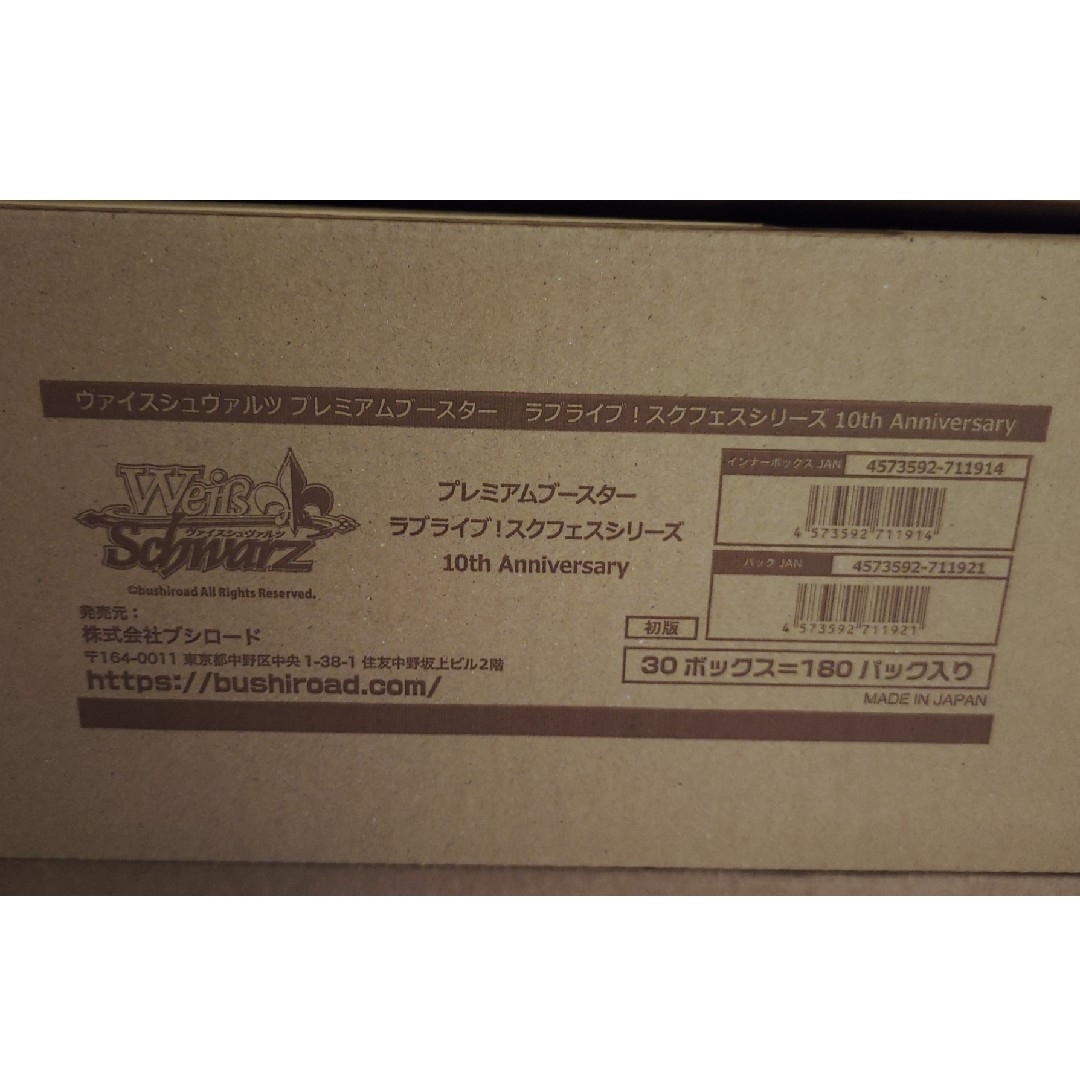 ヴァイスシュヴァルツ プレミアムブースター ラブライブ！スクフェスシリーズ 10th Anniversary
Weiß
ヴァイスシュヴァルツ
Schwarz
©bushiroad All Rights Reserved.
プレミアムブースター
ラブライブ！スクフェスシリーズ
10th Anniversary
インナーボックス JAN 4573592-711914
4 573592 711914
パック JAN 4573592-711921
4 573592 711921
発売元：
株式会社ブシロード
〒164-0011 東京都中野区中央1-38-1 住友中野坂上ビル2階
https://bushiroad.com/
初版
30 ボックス＝180 パック入り
MADE IN JAPAN